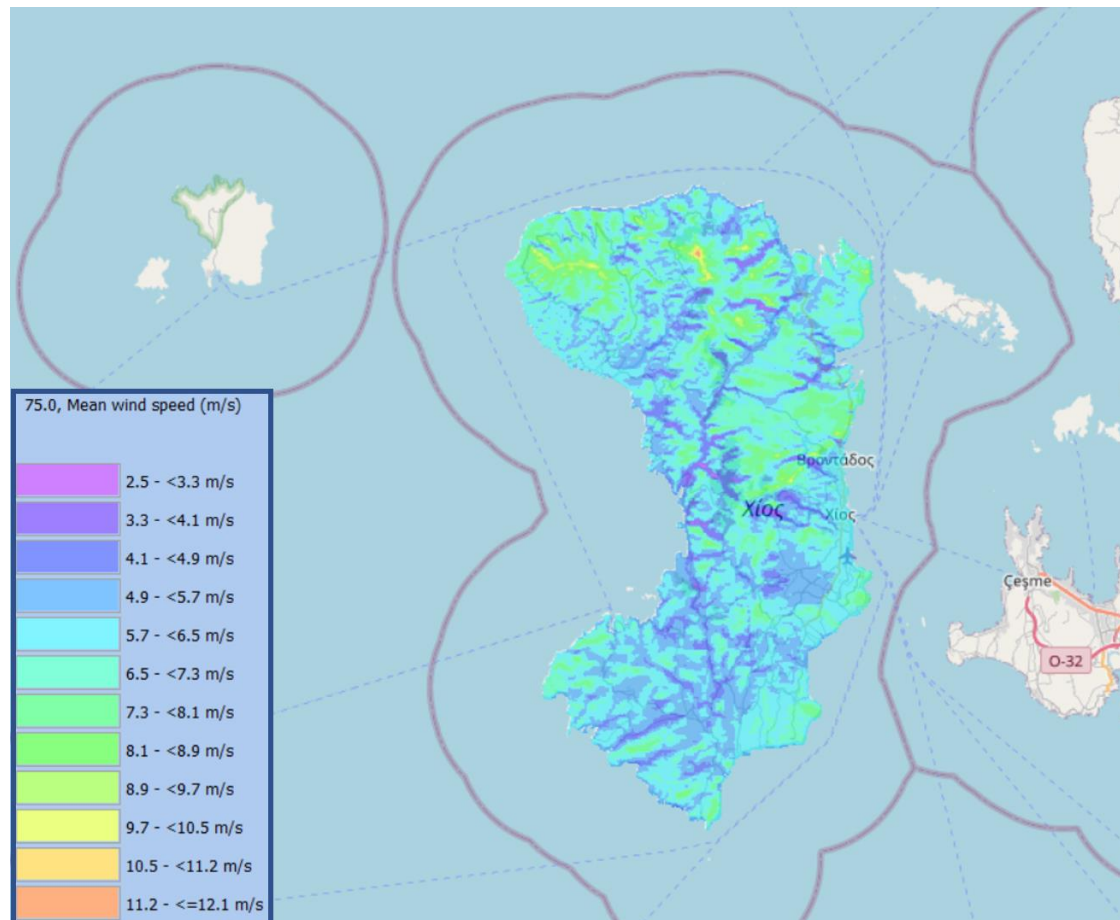 75.0, Mean wind speed (m/s)
2.5 - <3.3 m/s
3.3 - <4.1 m/s
4.1 - <4.9 m/s
4.9 - <5.7 m/s
5.7 - <6.5 m/s
6.5 - <7.3 m/s
7.3 - <8.1 m/s
8.1 - <8.9 m/s
8.9 - <9.7 m/s
9.7 - <10.5 m/s
10.5 - <11.2 m/s
11.2 - <=12.1 m/s
Βροντάδος
Χίος
Χίος
Çeşme
O-32